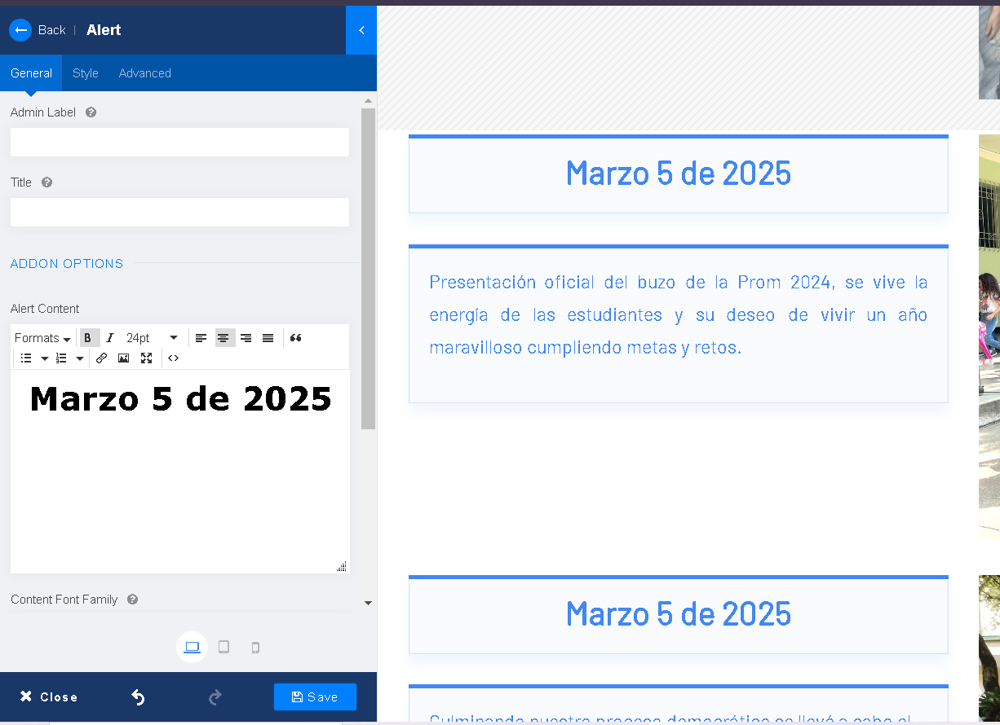 Back | Alert
General Style Advanced
Admin Label
Title
ADDON OPTIONS
Alert Content
Formats B I 24pt
Marzo 5 de 2025
Content Font Family
Close Save
Marzo 5 de 2025
Presentación oficial del buzo de la Prom 2024, se vive la
energía de las estudiantes y su deseo de vivir un año
maravilloso cumpliendo metas y retos.
Marzo 5 de 2025
Culminando nuestro proceso democrático se llevó a cabo el